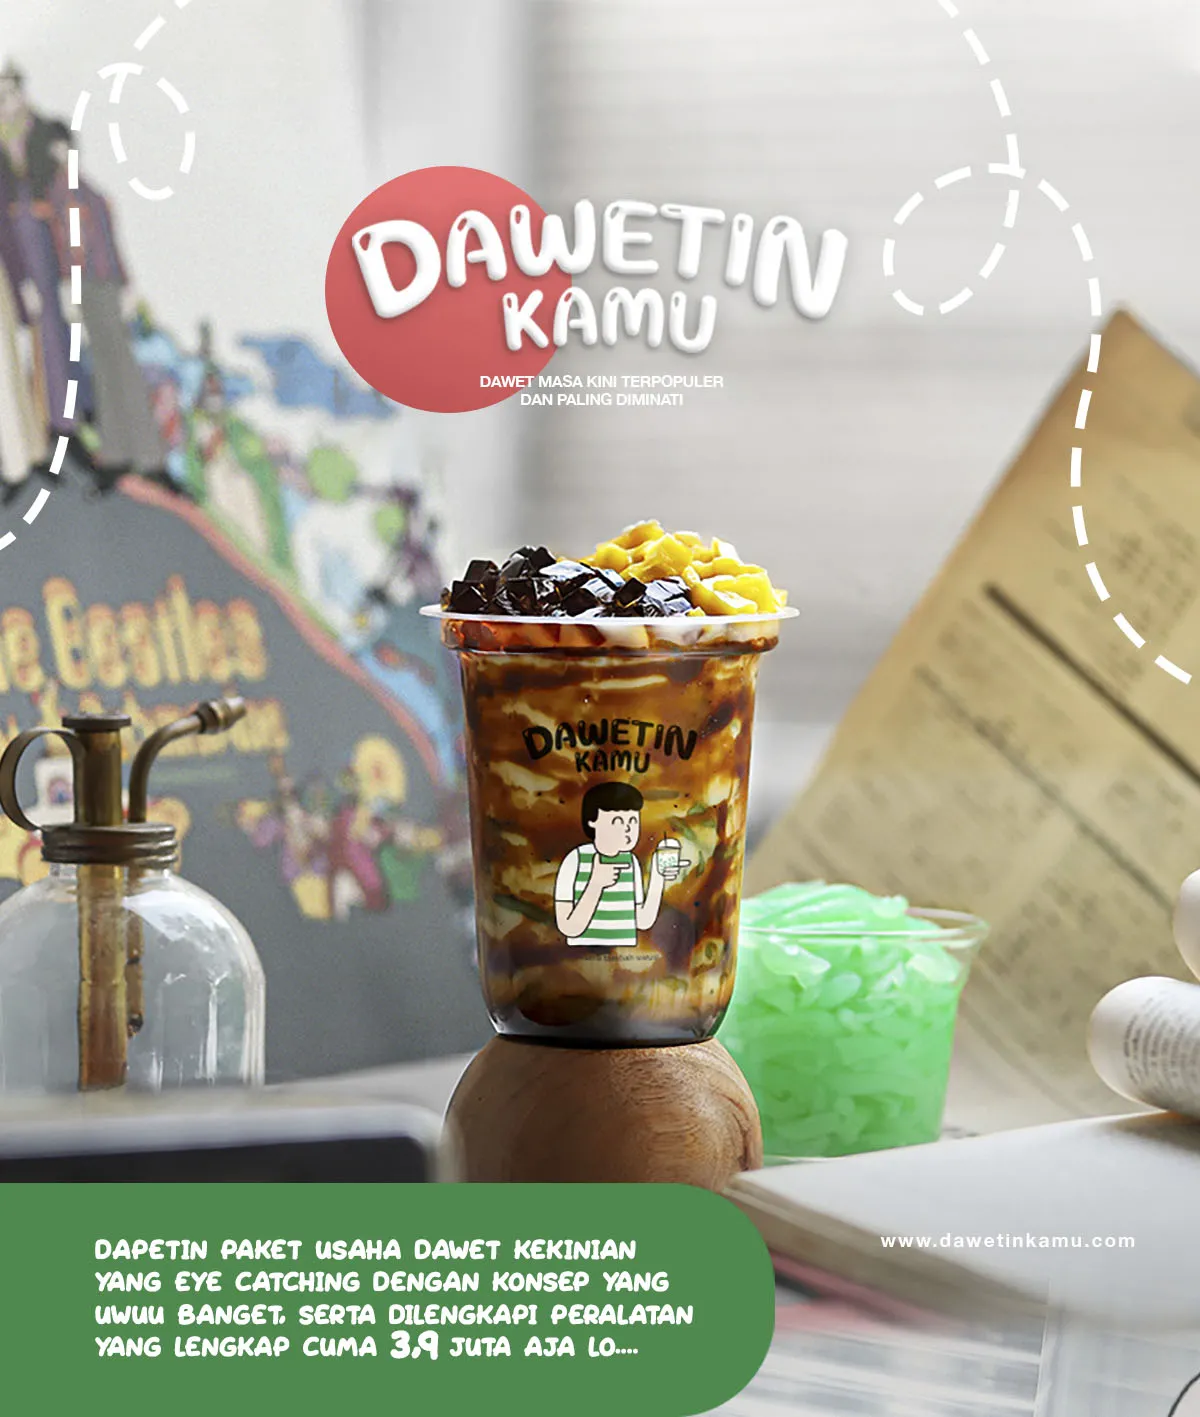 DAWETIN
KAMU
DAWET MASA KINI TERPOPULER
DAN PALING DIMINATI
DAWETIN
KAMU
DAPETIN PAKET USAHA DAWET KEKINIAN
YANG EYE CATCHING DENGAN KONSEP YANG
UWUU BANGET, SERTA DILENGKAPI PERALATAN
YANG LENGKAP CUMA 3,9 JUTA AJA LO....
www.dawetinkamu.com